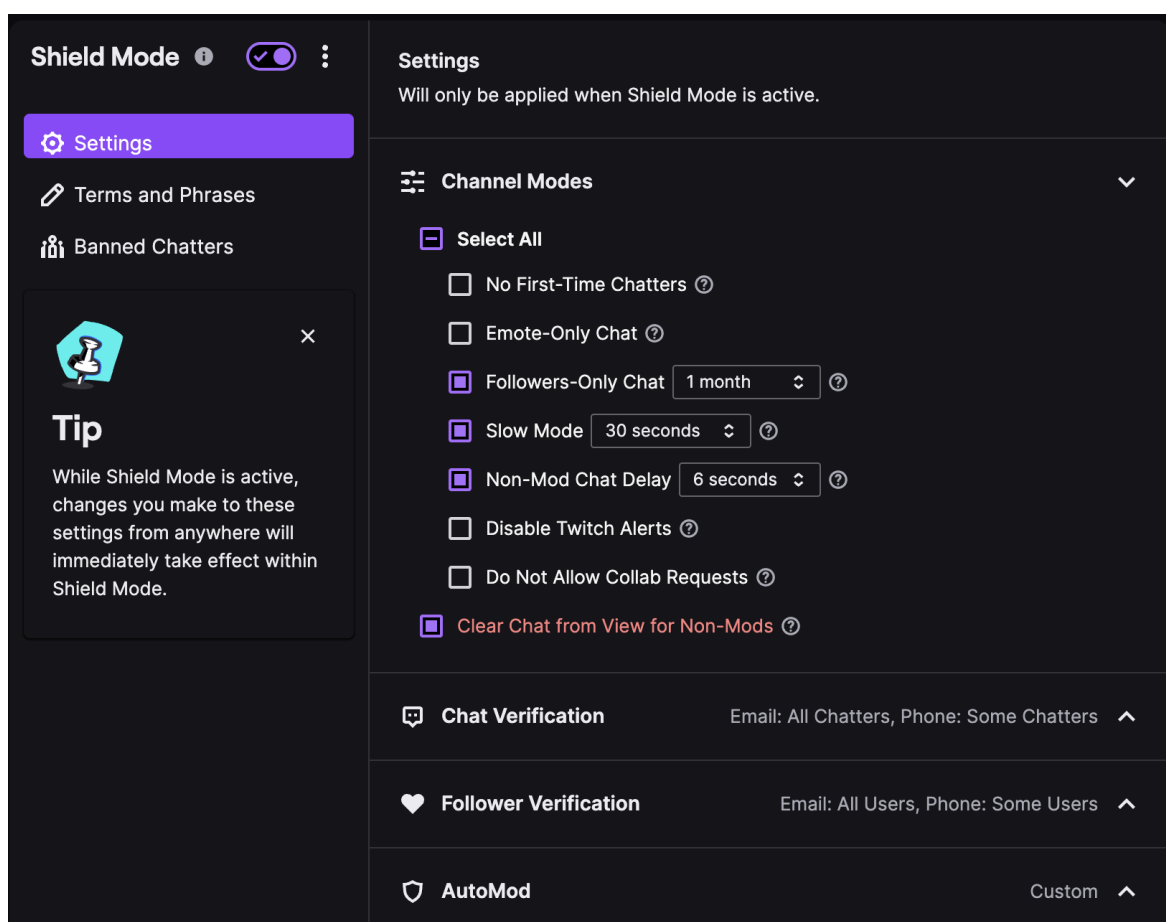 Shield Mode
Settings
Terms and Phrases
Banned Chatters
Tip
While Shield Mode is active,
changes you make to these
settings from anywhere will
immediately take effect within
Shield Mode.
Settings
Will only be applied when Shield Mode is active.
Channel Modes
Select All
No First-Time Chatters
Emote-Only Chat
Followers-Only Chat 1 month
Slow Mode 30 seconds
Non-Mod Chat Delay 6 seconds
Disable Twitch Alerts
Do Not Allow Collab Requests
Clear Chat from View for Non-Mods
Chat Verification Email: All Chatters, Phone: Some Chatters
Follower Verification Email: All Users, Phone: Some Users
AutoMod Custom